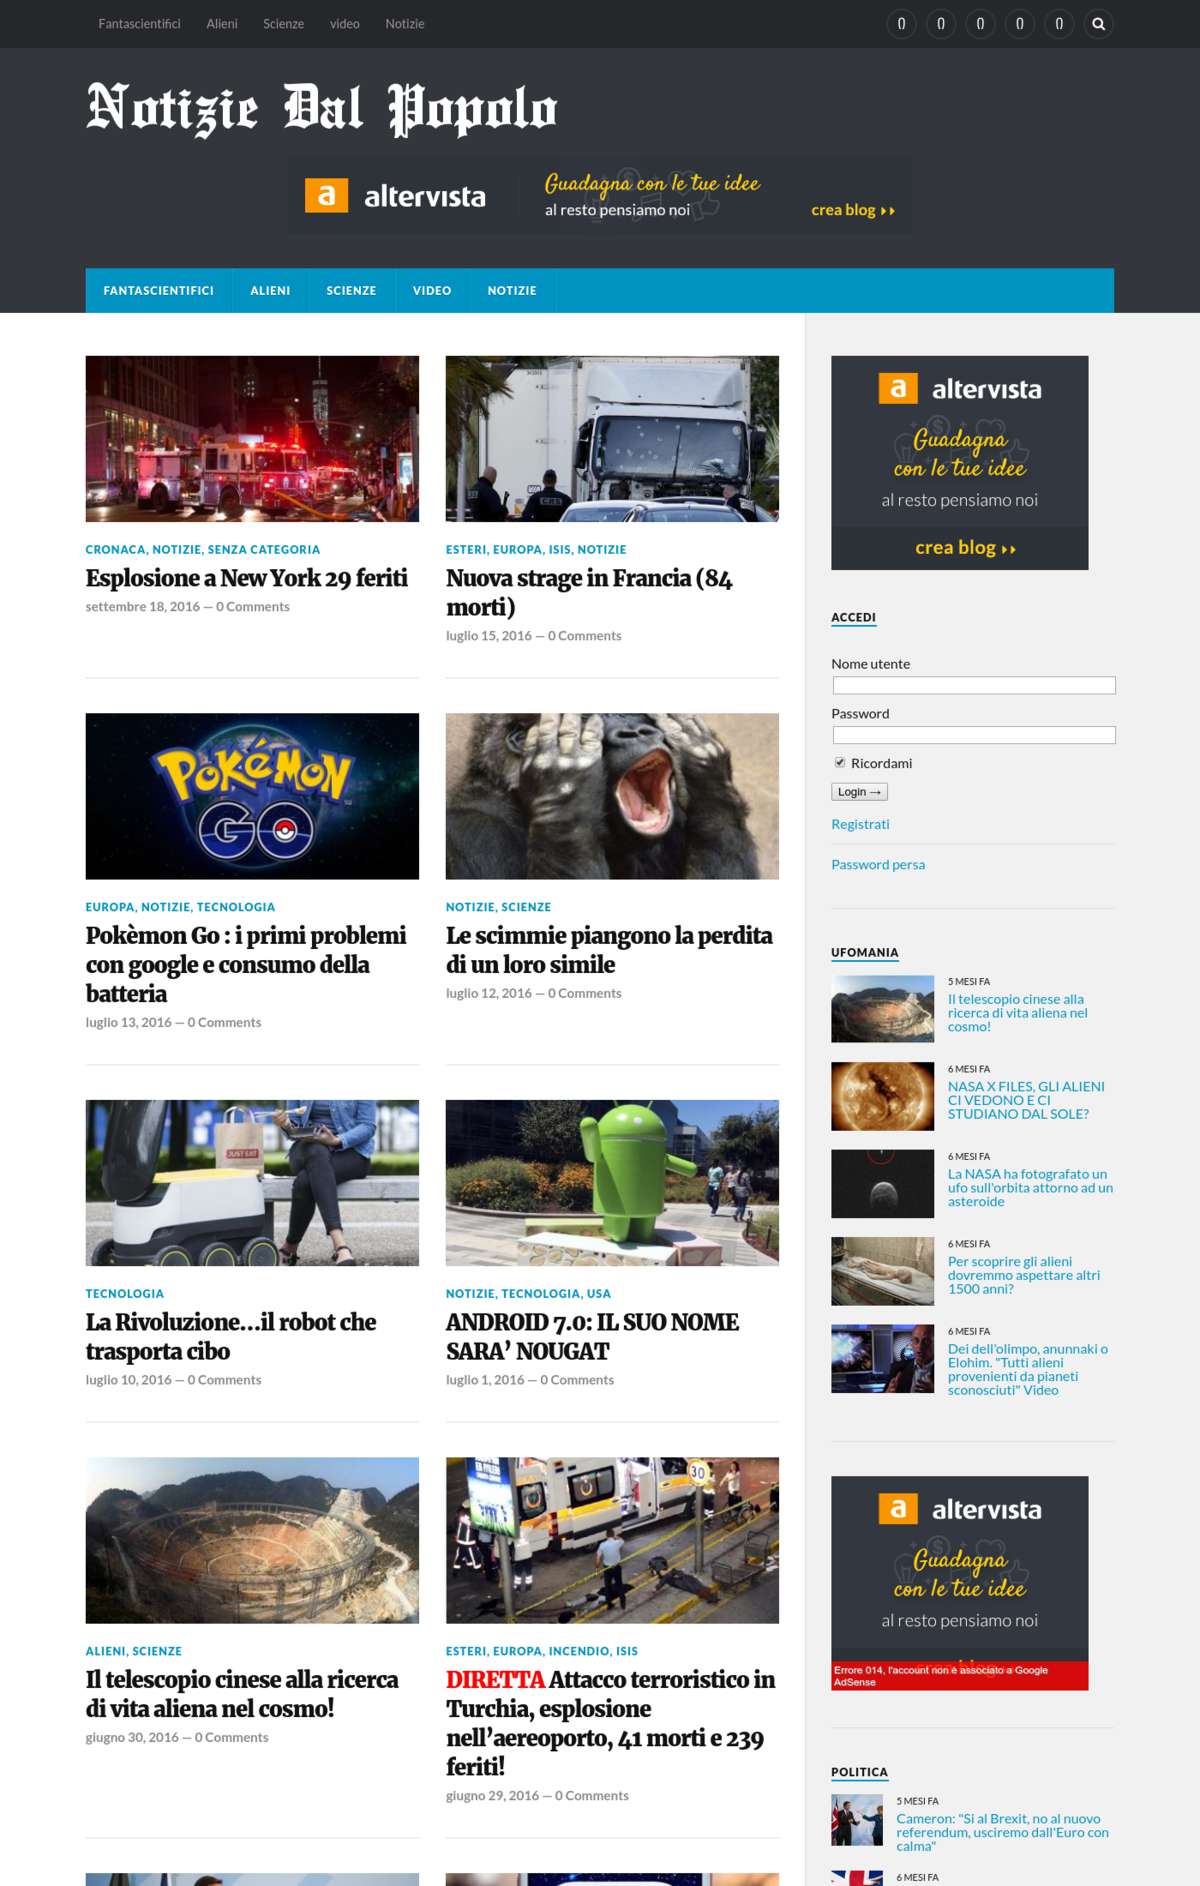 Fantascientifici Alieni Scienze video Notizie
Notizie Dal Popolo
a altervista
Guadagna con le tue idee
al resto pensiamo noi
crea blog
FANTASCIENTIFICI ALIENI SCIENZE VIDEO NOTIZIE
CRONACA, NOTIZIE, SENZA CATEGORIA
Esplosione a New York 29 feriti
settembre 18, 2016 — 0 Comments
ESTERI, EUROPA, ISIS, NOTIZIE
Nuova strage in Francia (84
morti)
luglio 15, 2016 — 0 Comments
POKéMON
GO
EUROPA, NOTIZIE, TECNOLOGIA
Pokèmon Go : i primi problemi
con google e consumo della
batteria
luglio 13, 2016 — 0 Comments
NOTIZIE, SCIENZE
Le scimmie piangono la perdita
di un loro simile
luglio 12, 2016 — 0 Comments
JUST EAT
TECNOLOGIA
La Rivoluzione…il robot che
trasporta cibo
luglio 10, 2016 — 0 Comments
NOTIZIE, TECNOLOGIA, USA
ANDROID 7.0: IL SUO NOME
SARA’ NOUGAT
luglio 1, 2016 — 0 Comments
ALIENI, SCIENZE
Il telescopio cinese alla ricerca
di vita aliena nel cosmo!
giugno 30, 2016 — 0 Comments
30
ESTERI, EUROPA, INCENDIO, ISIS
DIRETTA Attacco terroristico in
Turchia, esplosione
nell’aereoporto, 41 morti e 239
feriti!
giugno 29, 2016 — 0 Comments
a altervista
Guadagna
con le tue idee
al resto pensiamo noi
crea blog
ACCEDI
Nome utente
Password
Ricordami
Login →
Registrati
Password persa
UFOMANIA
5 MESI FA
Il telescopio cinese alla
ricerca di vita aliena nel
cosmo!
6 MESI FA
NASA X FILES, GLI ALIENI
CI VEDONO E CI
STUDIANO DAL SOLE?
6 MESI FA
La NASA ha fotografato un
ufo sull'orbita attorno ad un
asteroide
6 MESI FA
Per scoprire gli alieni
dovremmo aspettare altri
1500 anni?
6 MESI FA
Dei dell'olimpo, anunnaki o
Elohim. "Tutti alieni
provenienti da pianeti
sconosciuti" Video
a altervista
Guadagna
con le tue idee
al resto pensiamo noi
Errore 014, l'account non è associato a Google
AdSense
POLITICA
5 MESI FA
Cameron: "Si al Brexit, no al nuovo
referendum, usciremo dall'Euro con
calma"
6 MESI FA